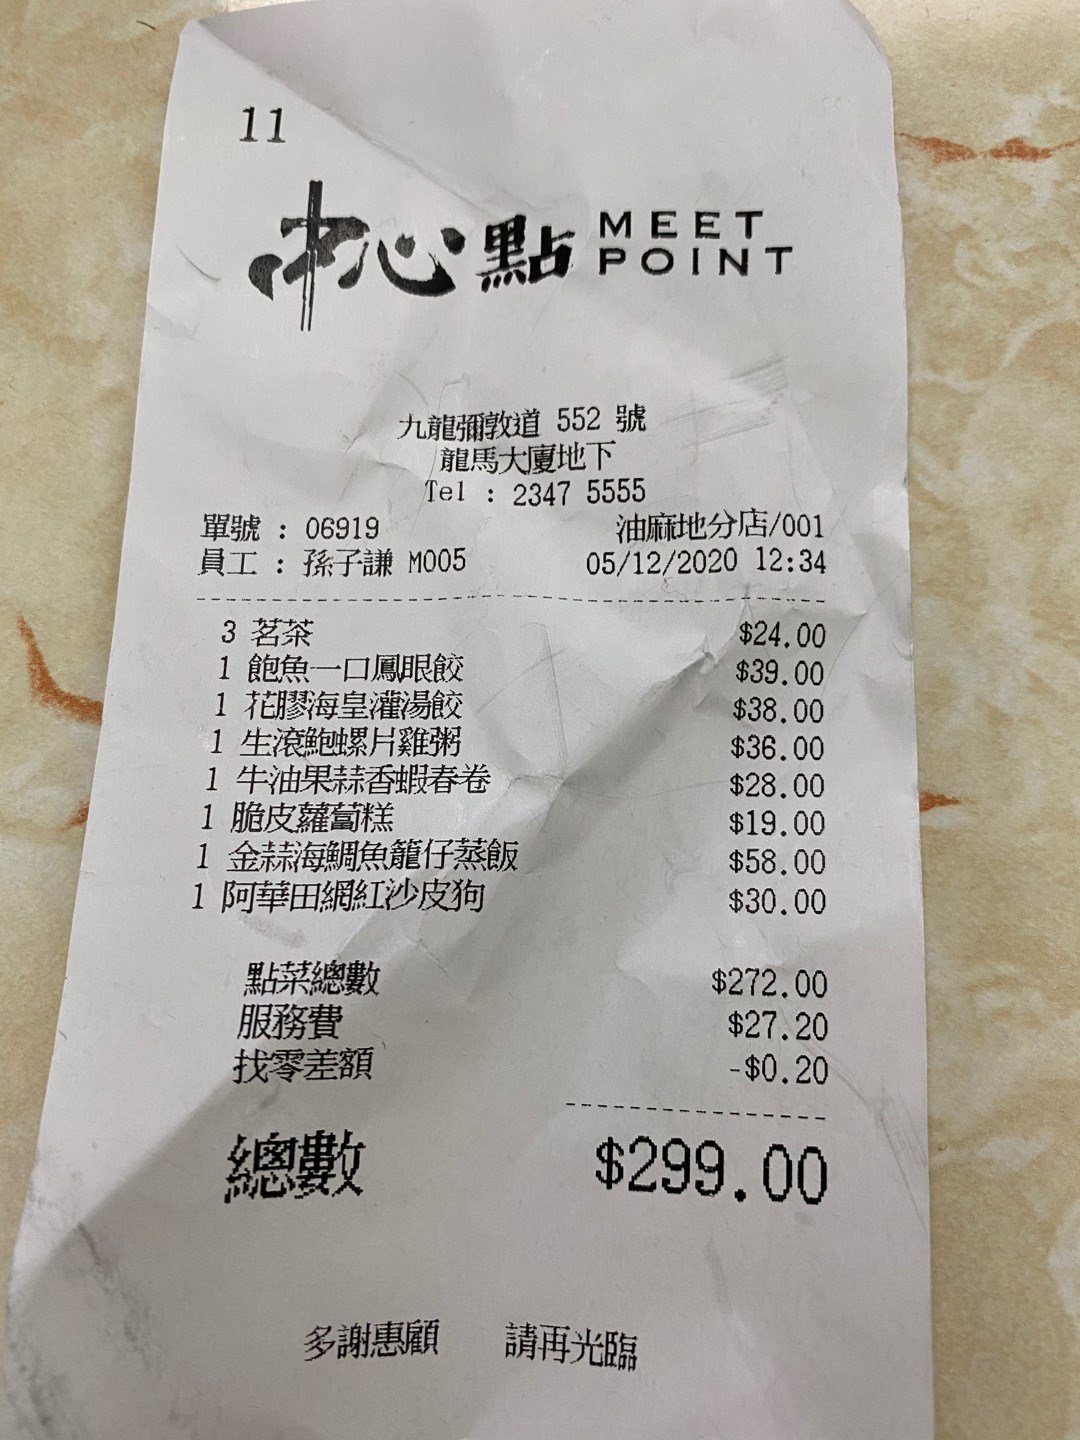 11
中心點 MEET POINT
九龍彌敦道 552 號
龍馬大廈地下
Tel : 2347 5555
單號 : 06919 油麻地分店/001
員工 : 孫子謙 M005 05/12/2020 12:34
3 茗茶 $24.00
1 鮑魚一口鳳眼餃 $39.00
1 花膠海皇灌湯餃 $38.00
1 生滾鮑螺片雞粥 $36.00
1 牛油果蒜香蝦春卷 $28.00
1 脆皮蘿蔔糕 $19.00
1 金蒜海鯛魚籠仔蒸飯 $58.00
1 阿華田網紅沙皮狗 $30.00
點菜總數 $272.00
服務費 $27.20
找零差額 -$0.20
總數 $299.00
多謝惠顧 請再光臨